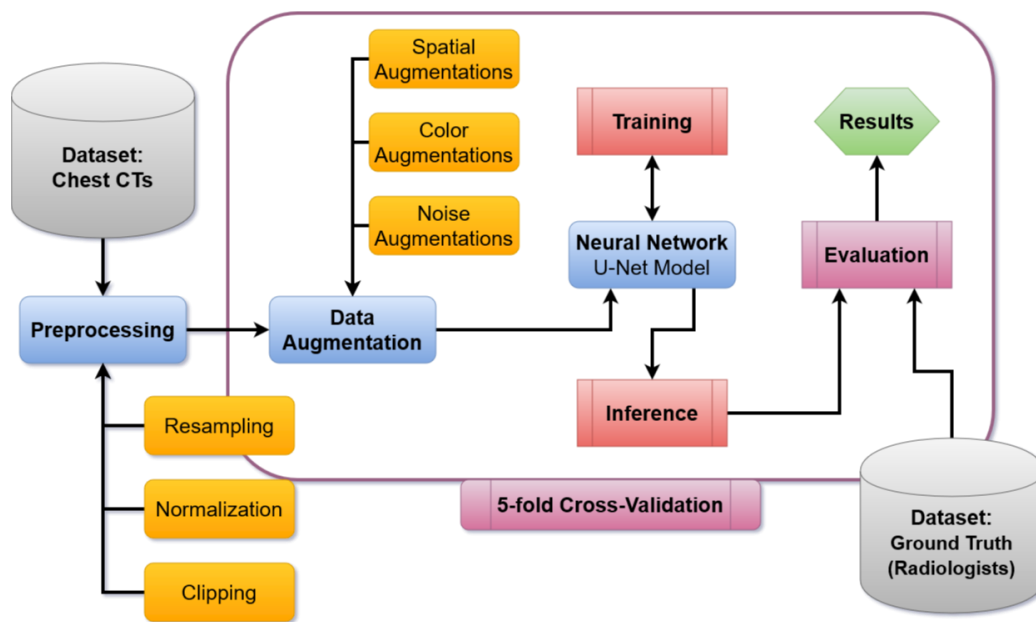 Dataset:
Chest CTs
Preprocessing
Resampling
Normalization
Clipping
Spatial
Augmentations
Color
Augmentations
Noise
Augmentations
Data
Augmentation
Training
Neural Network
U-Net Model
Inference
Results
Evaluation
5-fold Cross-Validation
Dataset:
Ground Truth
(Radiologists)